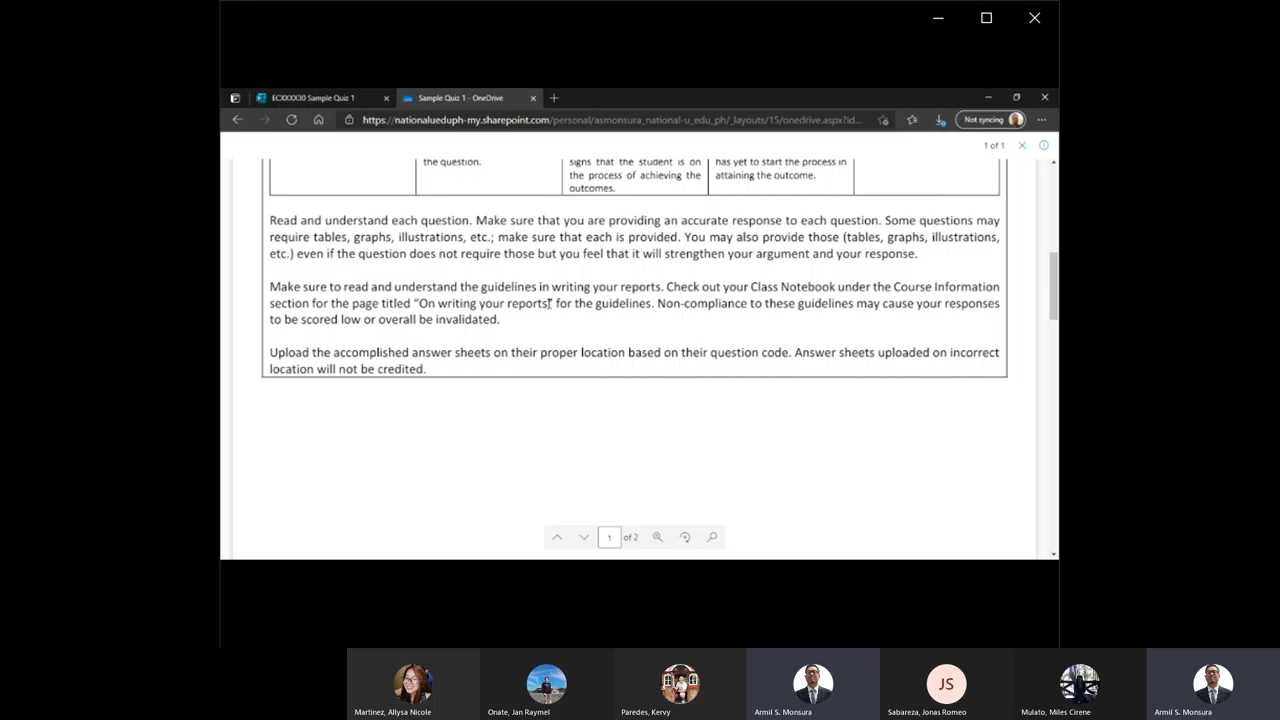 ECXXXX30 Sample Quiz 1
Sample Quiz 1 - OneDrive
https://nationalueduph-my.sharepoint.com/personal/asmonsura_national-u_edu_ph/_layouts/15/onedrive.aspx?id...
Not syncing
1 of 1
the question.
signs that the student is on the process of achieving the outcomes.
has yet to start the process in attaining the outcome.
Read and understand each question. Make sure that you are providing an accurate response to each question. Some questions may
require tables, graphs, illustrations, etc.; make sure that each is provided. You may also provide those (tables, graphs, illustrations,
etc.) even if the question does not require those but you feel that it will strengthen your argument and your response.
Make sure to read and understand the guidelines in writing your reports. Check out your Class Notebook under the Course Information
section for the page titled “On writing your reports” for the guidelines. Non-compliance to these guidelines may cause your responses
to be scored low or overall be invalidated.
Upload the accomplished answer sheets on their proper location based on their question code. Answer sheets uploaded on incorrect
location will not be credited.
1 of 2
Martinez, Allysa Nicole
Onate, Jan Raymel
Paredes, Kervy
Armil S. Monsura
JS
Sabareza, Jonas Romeo
Mulato, Miles Cirene
Armil S. Monsura